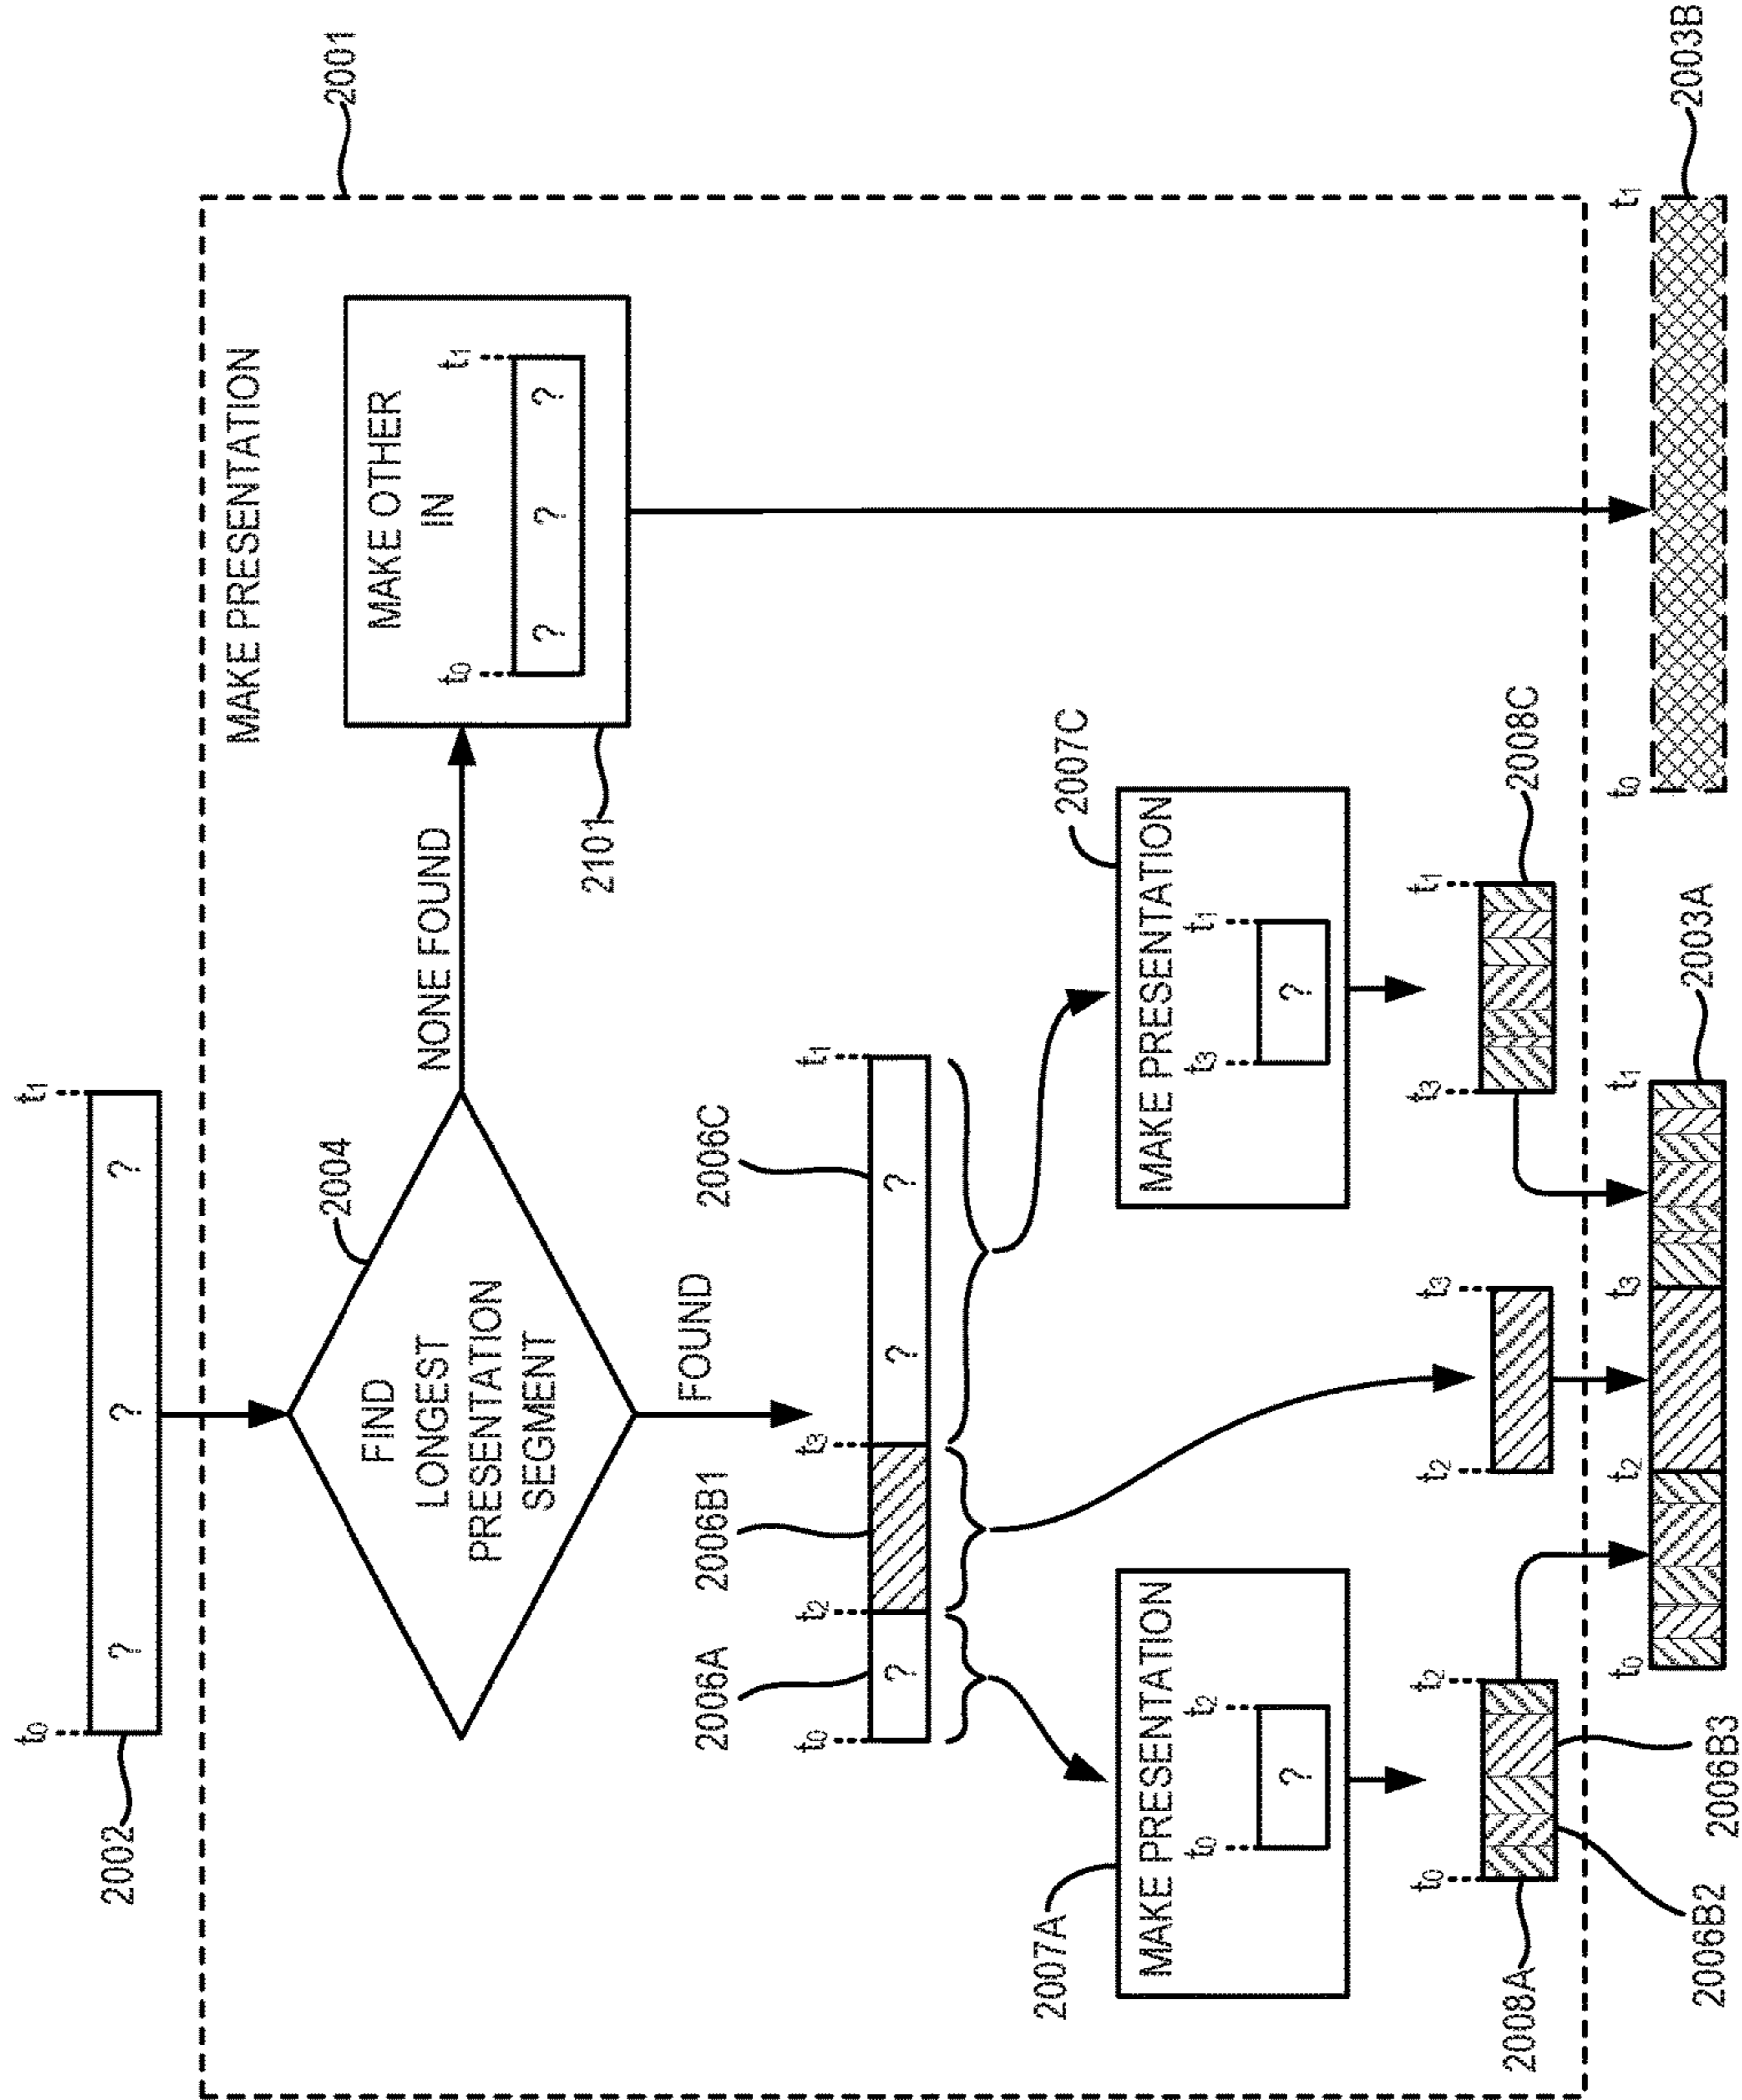 t0 t1
? ? ?
2002
2001
MAKE PRESENTATION
2004
FIND
LONGEST
PRESENTATION
SEGMENT
NONE FOUND
MAKE OTHER
IN
t0 t1
? ? ?
2101
FOUND
2006A 2006B1 2006C
t0 t2 t3 t1
? ? ?
2007A
MAKE PRESENTATION
t0 t2
?
2007C
MAKE PRESENTATION
t3 t1
?
t0 t2
2008A
t2 t3
t3 t1
2008C
2006B2
2006B3
t0 t2 t3 t1
2003A
t0 t1
2003B